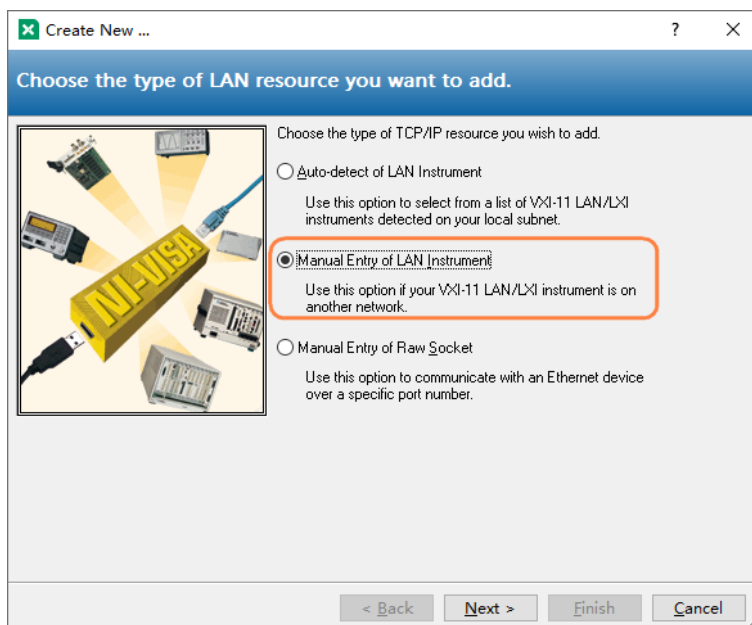 Create New ...
?
Choose the type of LAN resource you want to add.
Choose the type of TCP/IP resource you wish to add.
Auto-detect of LAN Instrument
Use this option to select from a list of VXI-11 LAN/LXI
instruments detected on your local subnet.
Manual Entry of LAN Instrument
Use this option if your VXI-11 LAN/LXI instrument is on
another network.
Manual Entry of Raw Socket
Use this option to communicate with an Ethernet device
over a specific port number.
NI-VISA
< Back
Next >
Finish
Cancel